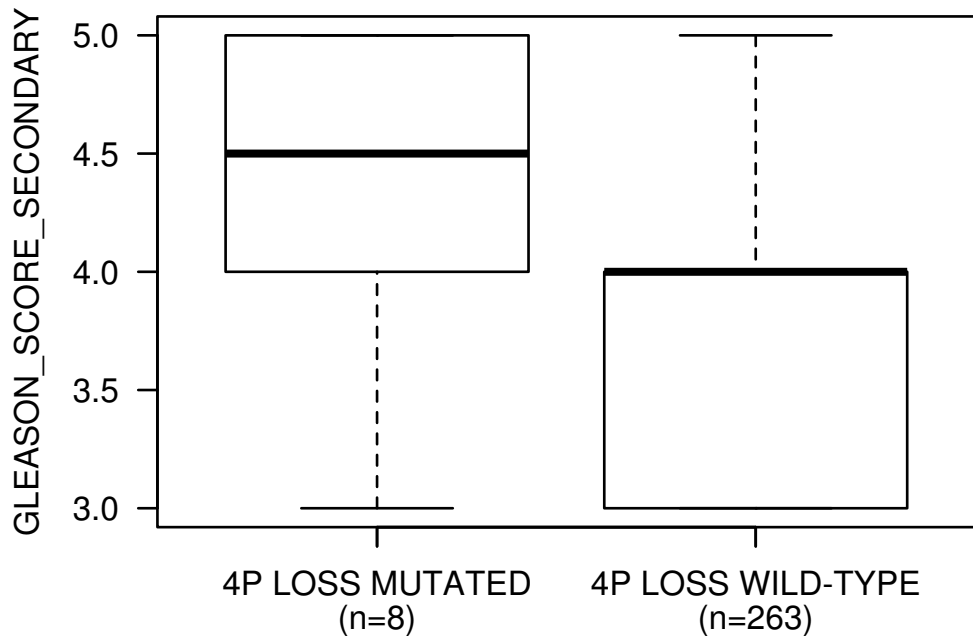 GLEASON_SCORE_SECONDARY
5.0
4.5
4.0
3.5
3.0
4P LOSS MUTATED
(n=8)
4P LOSS WILD-TYPE
(n=263)